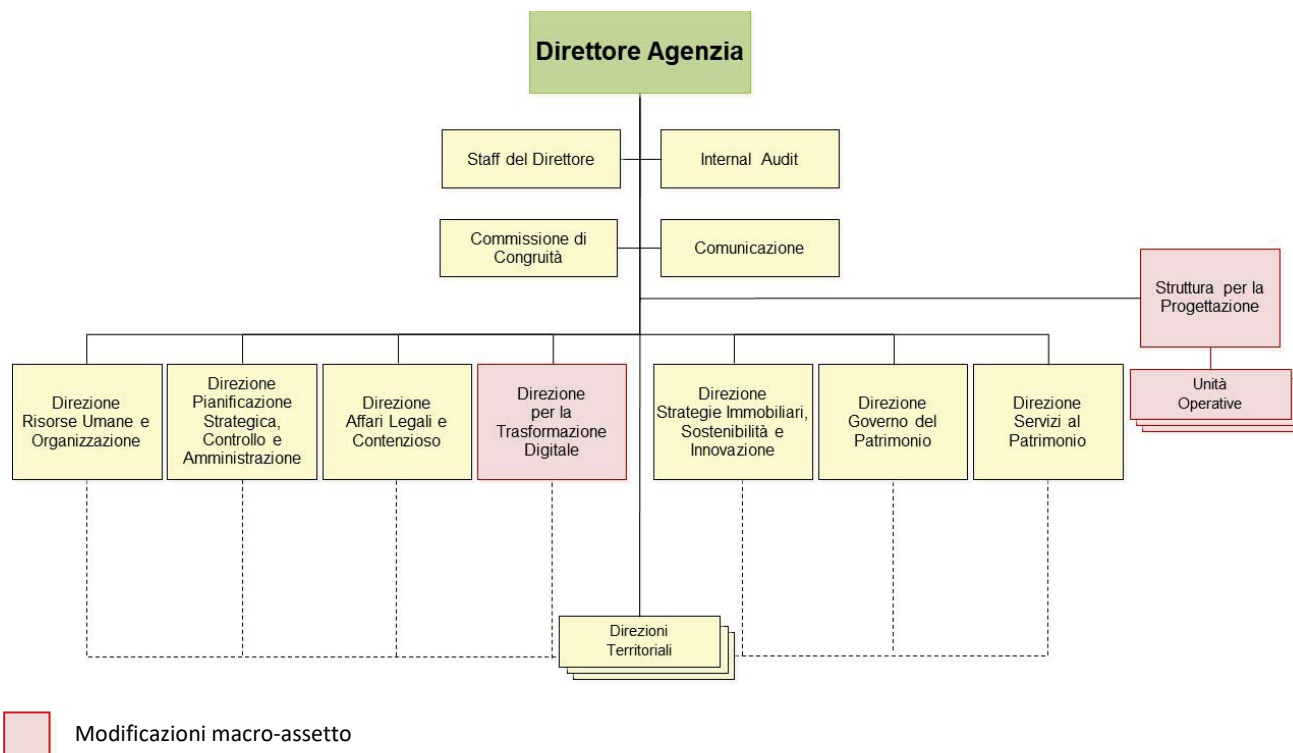 Direttore Agenzia
Staff del Direttore
Internal Audit
Commissione di
Congruità
Comunicazione
Struttura per la
Progettazione
Unità
Operative
Direzione
Risorse Umane e
Organizzazione
Direzione
Pianificazione
Strategica,
Controllo e
Amministrazione
Direzione
Affari Legali e
Contenzioso
Direzione
per la
Trasformazione
Digitale
Direzione
Strategie Immobiliari,
Sostenibilità e
Innovazione
Direzione
Governo del
Patrimonio
Direzione
Servizi al
Patrimonio
Direzioni
Territoriali
Modificazioni macro-assetto